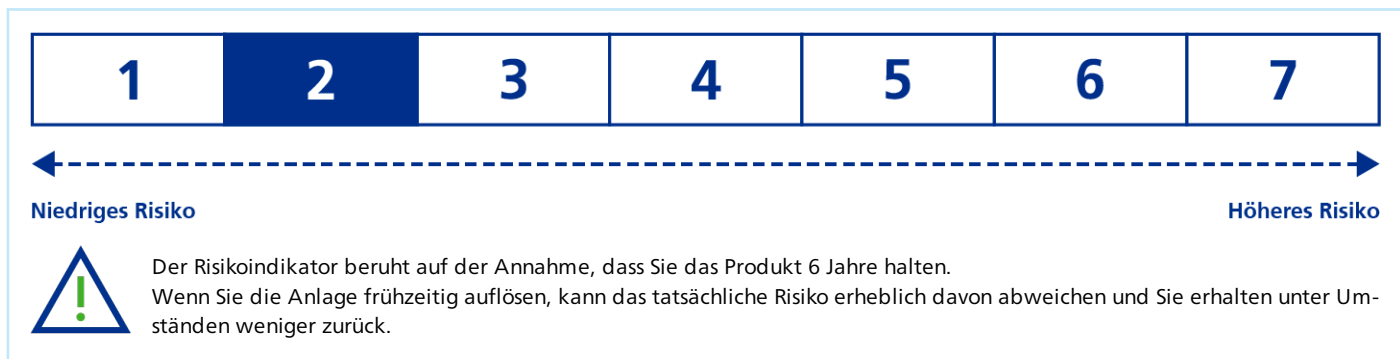 1 2 3 4 5 6 7
Niedriges Risiko Höheres Risiko
Der Risikoindikator beruht auf der Annahme, dass Sie das Produkt 6 Jahre halten.
Wenn Sie die Anlage frühzeitig auflösen, kann das tatsächliche Risiko erheblich davon abweichen und Sie erhalten unter Um-
ständen weniger zurück.